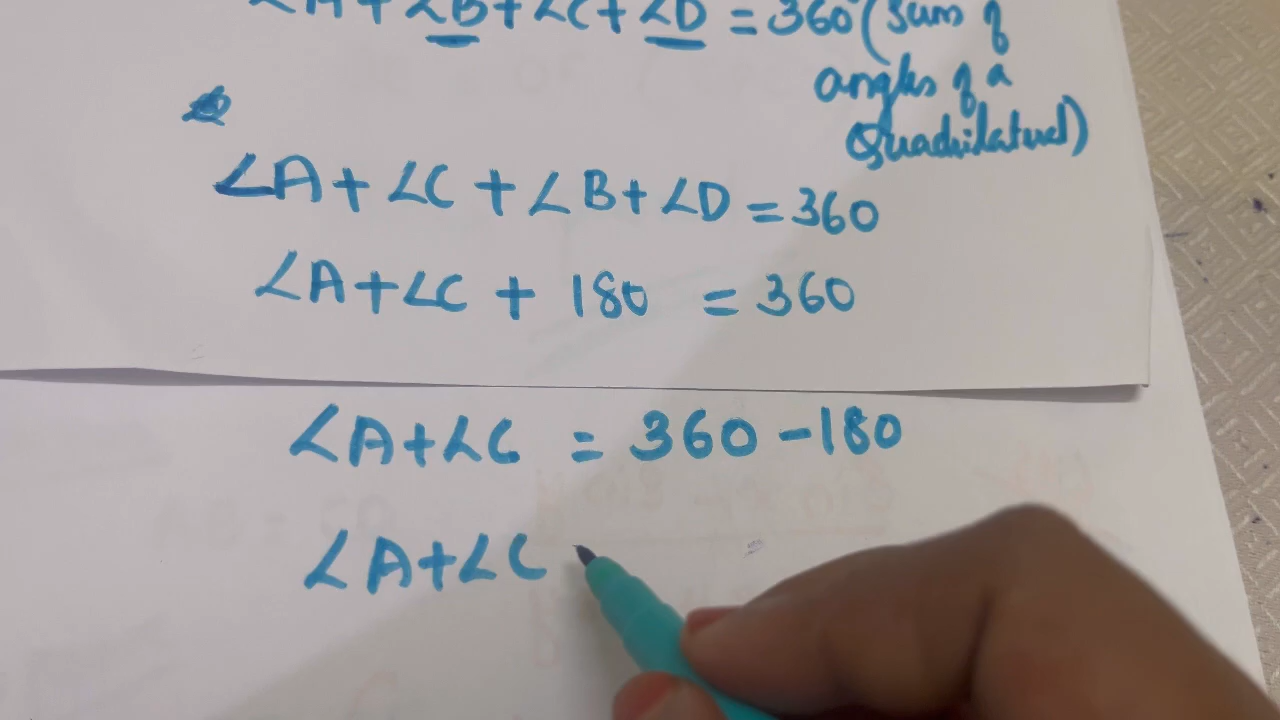 ∠A+∠B+∠C+∠D = 360° (Sum of
angles of a
Quadrilateral)
∠A+∠C+∠B+∠D = 360
∠A+∠C + 180 = 360
∠A+∠C = 360 - 180
∠A+∠C